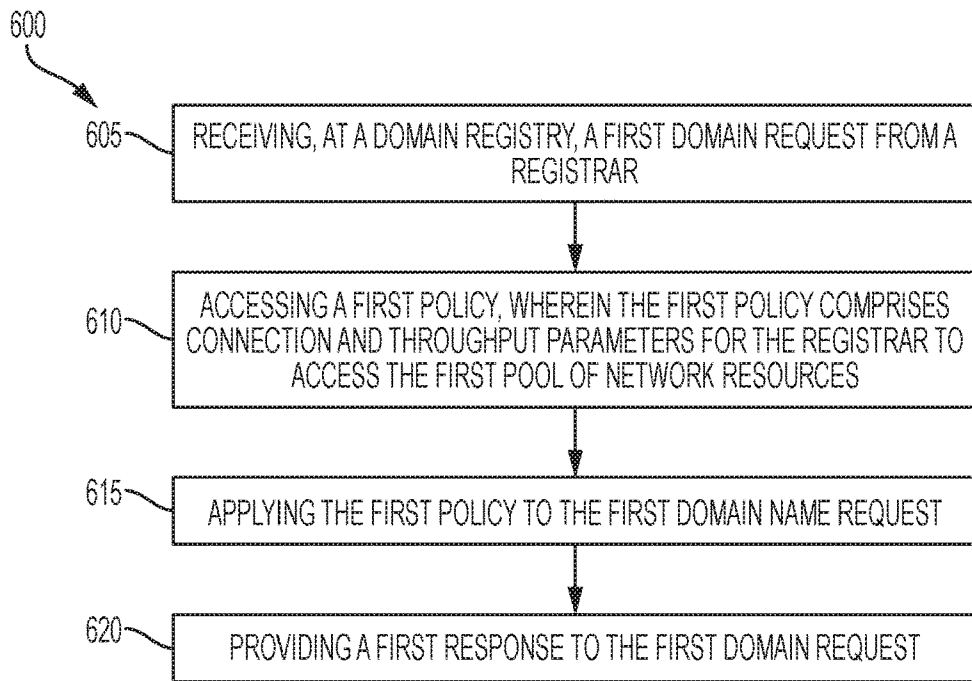 600
605
RECEIVING, AT A DOMAIN REGISTRY, A FIRST DOMAIN REQUEST FROM A
REGISTRAR
610
ACCESSING A FIRST POLICY, WHEREIN THE FIRST POLICY COMPRISES
CONNECTION AND THROUGHPUT PARAMETERS FOR THE REGISTRAR TO
ACCESS THE FIRST POOL OF NETWORK RESOURCES
615
APPLYING THE FIRST POLICY TO THE FIRST DOMAIN NAME REQUEST
620
PROVIDING A FIRST RESPONSE TO THE FIRST DOMAIN REQUEST